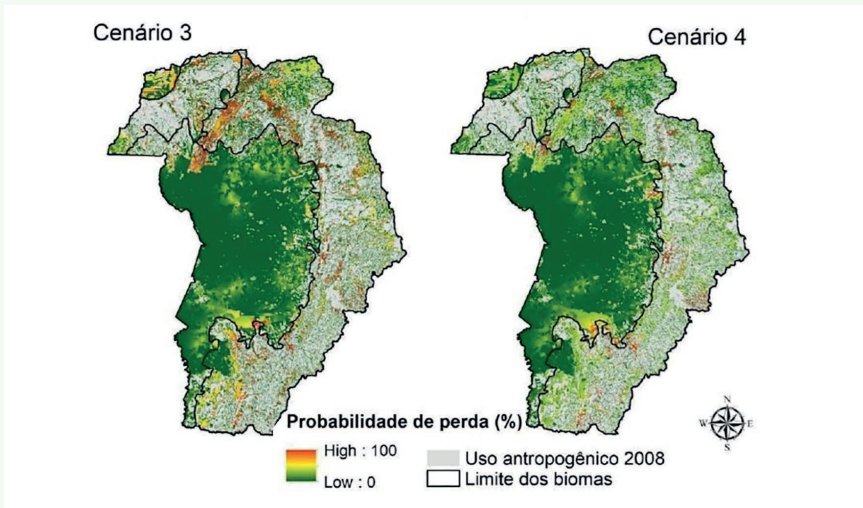 Cenário 3
Cenário 4
Probabilidade de perda (%)
High : 100
Low : 0
Uso antropogênico 2008
Limite dos biomas
N
W E
S